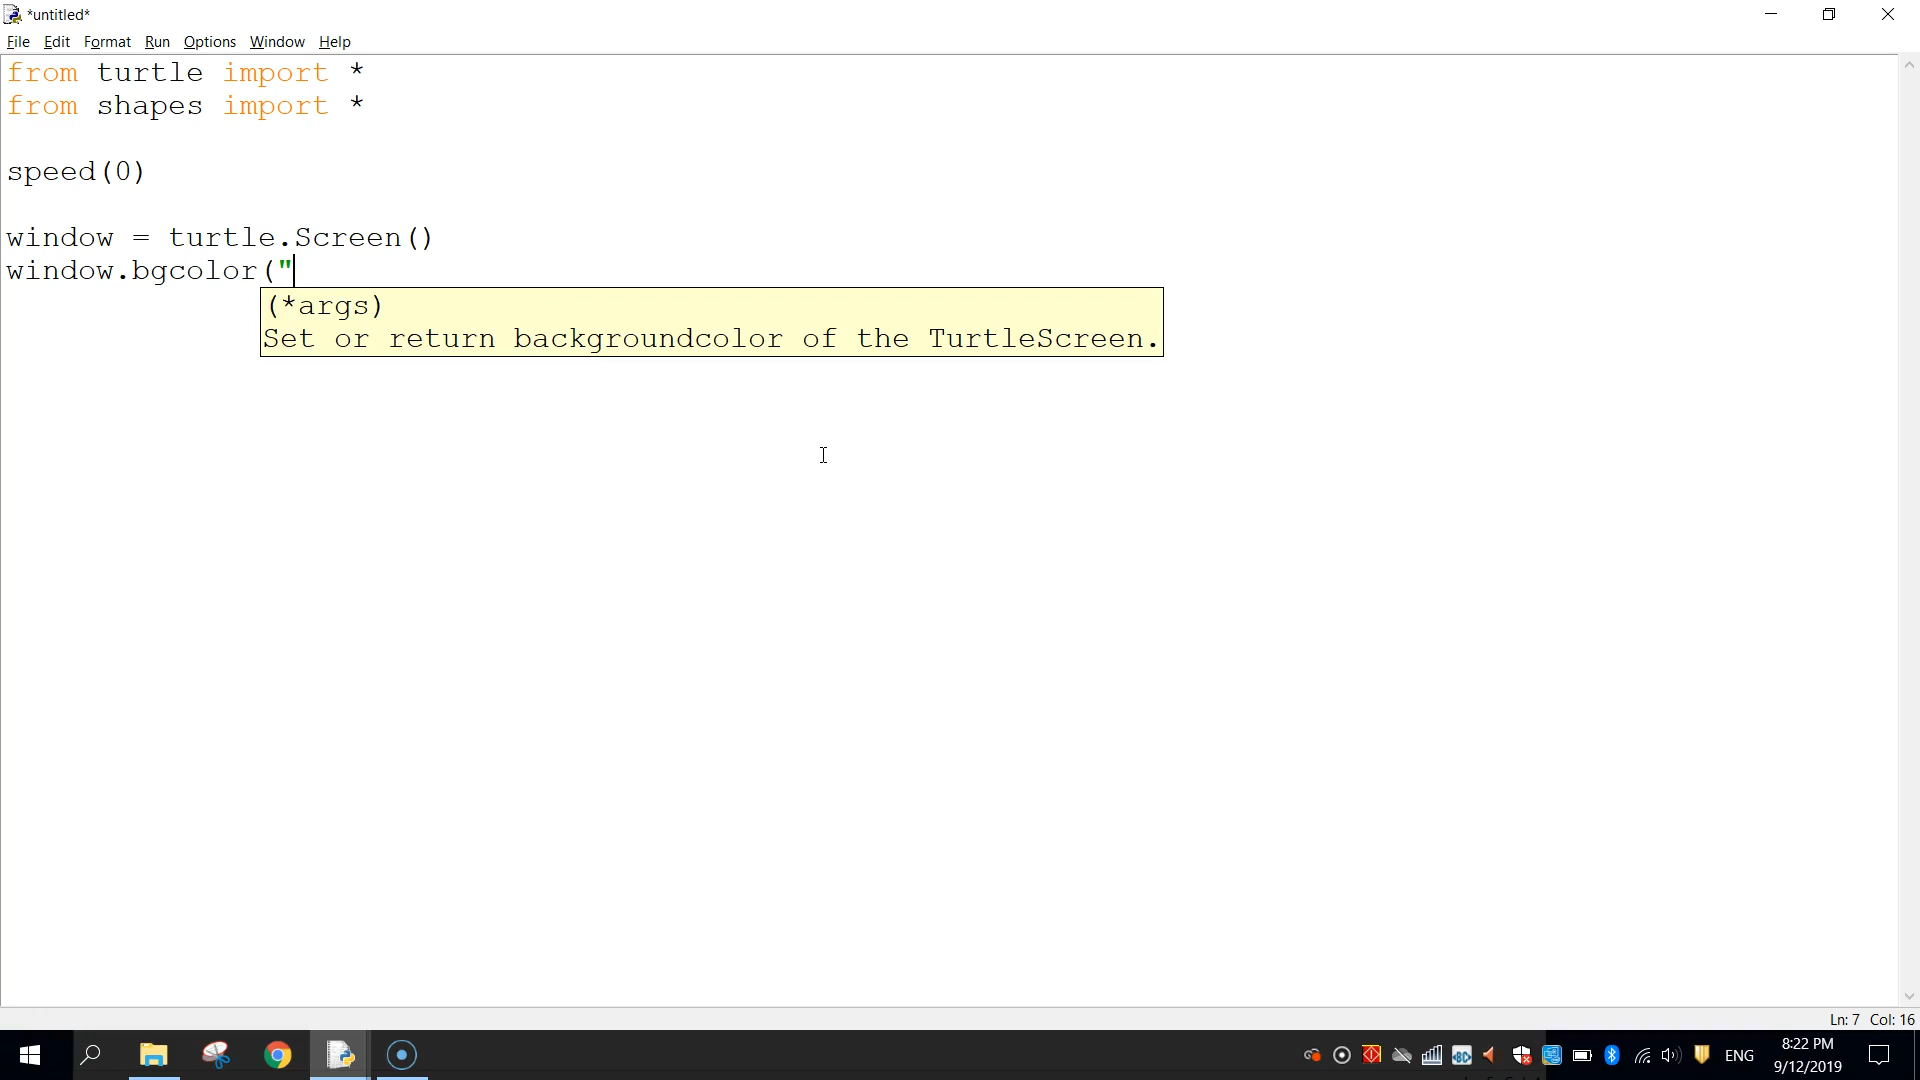 *untitled*
File Edit Format Run Options Window Help
from turtle import *
from shapes import *
speed(0)
window = turtle.Screen()
window.bgcolor("
(*args)
Set or return backgroundcolor of the TurtleScreen.
Ln: 7 Col: 16
ENG
8:22 PM
9/12/2019